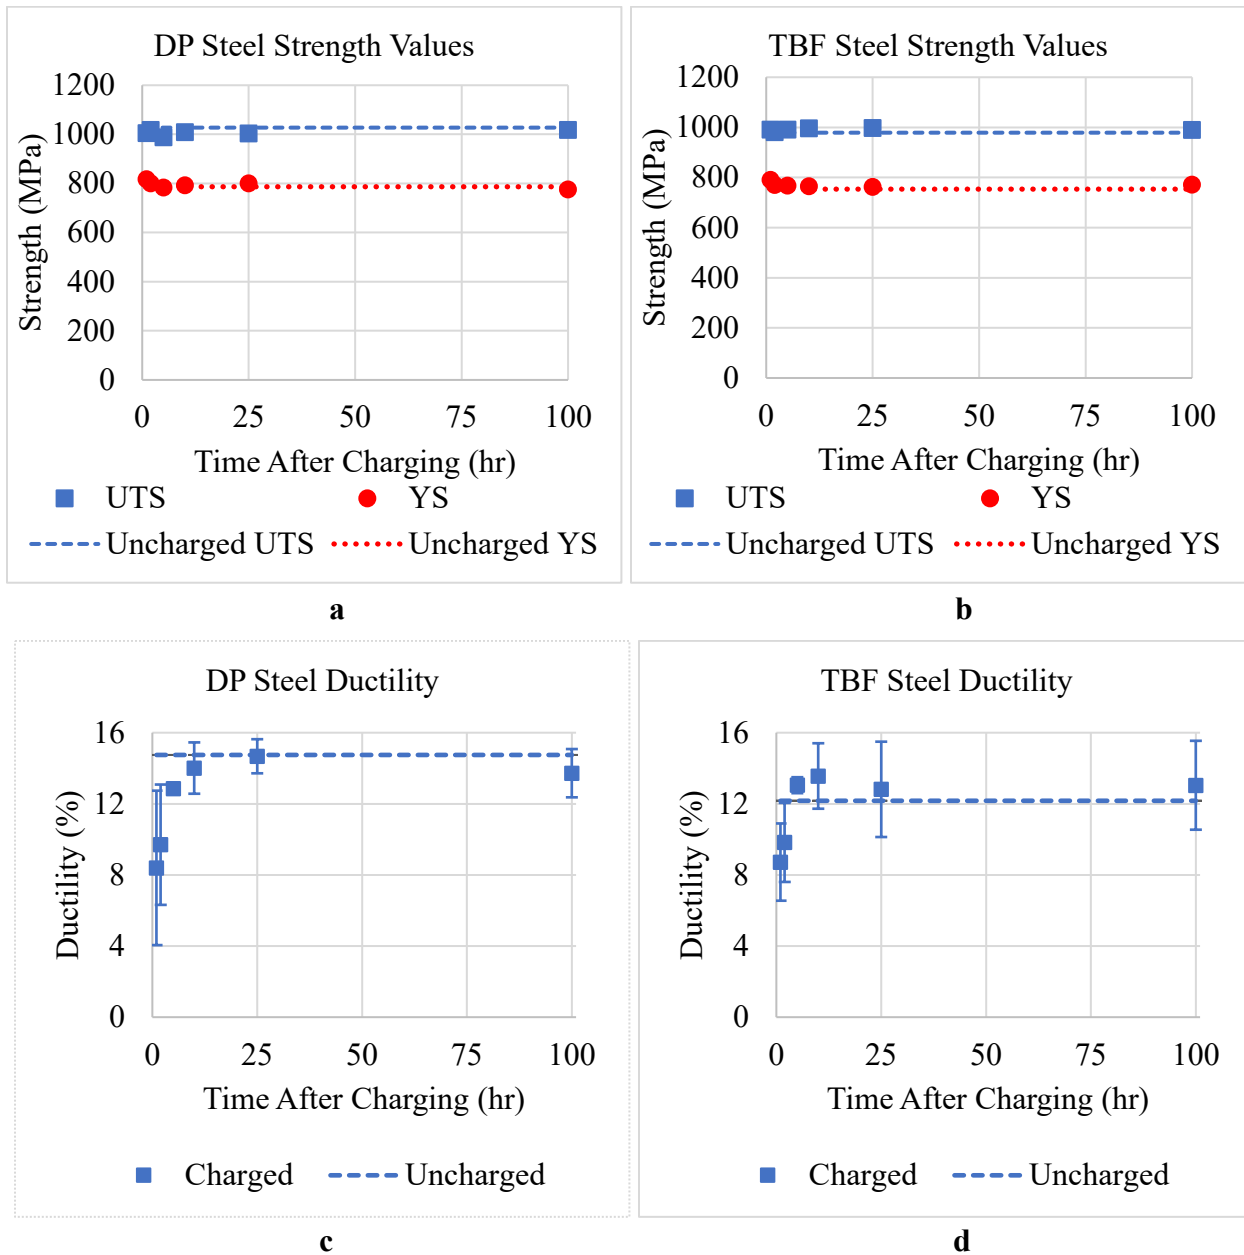 DP Steel Strength Values
1200
1000
800
600
400
200
0
Strength (MPa)
0 25 50 75 100
Time After Charging (hr)
UTS YS
Uncharged UTS Uncharged YS
a
TBF Steel Strength Values
1200
1000
800
600
400
200
0
Strength (MPa)
0 25 50 75 100
Time After Charging (hr)
UTS YS
Uncharged UTS Uncharged YS
b
DP Steel Ductility
16
12
8
4
0
Ductility (%)
0 25 50 75 100
Time After Charging (hr)
Charged Uncharged
c
TBF Steel Ductility
16
12
8
4
0
Ductility (%)
0 25 50 75 100
Time After Charging (hr)
Charged Uncharged
d